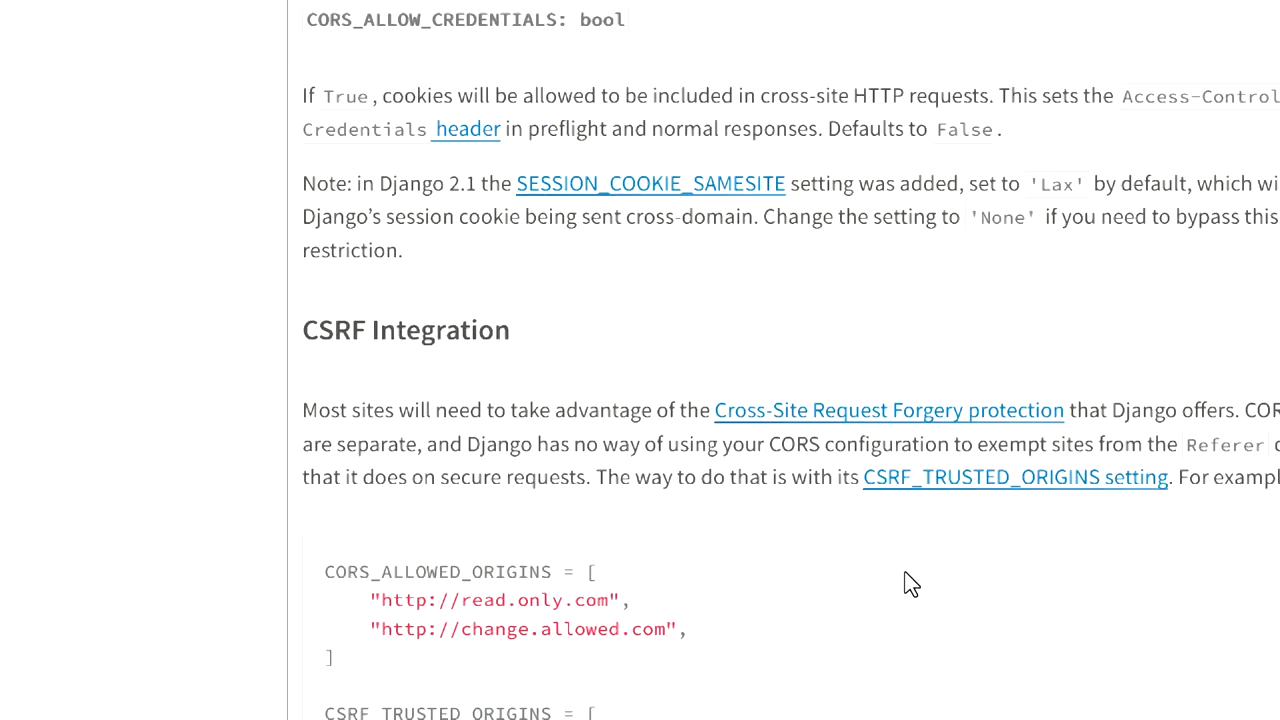 CORS_ALLOW_CREDENTIALS: bool
If True, cookies will be allowed to be included in cross-site HTTP requests. This sets the Access-Control
Credentials header in preflight and normal responses. Defaults to False.
Note: in Django 2.1 the SESSION_COOKIE_SAMESITE setting was added, set to 'Lax' by default, which wi
Django’s session cookie being sent cross-domain. Change the setting to 'None' if you need to bypass this
restriction.
CSRF Integration
Most sites will need to take advantage of the Cross-Site Request Forgery protection that Django offers. COR
are separate, and Django has no way of using your CORS configuration to exempt sites from the Referer
that it does on secure requests. The way to do that is with its CSRF_TRUSTED_ORIGINS setting. For exampl
CORS_ALLOWED_ORIGINS = [
"http://read.only.com",
"http://change.allowed.com",
]
CSRF_TRUSTED_ORIGINS = [